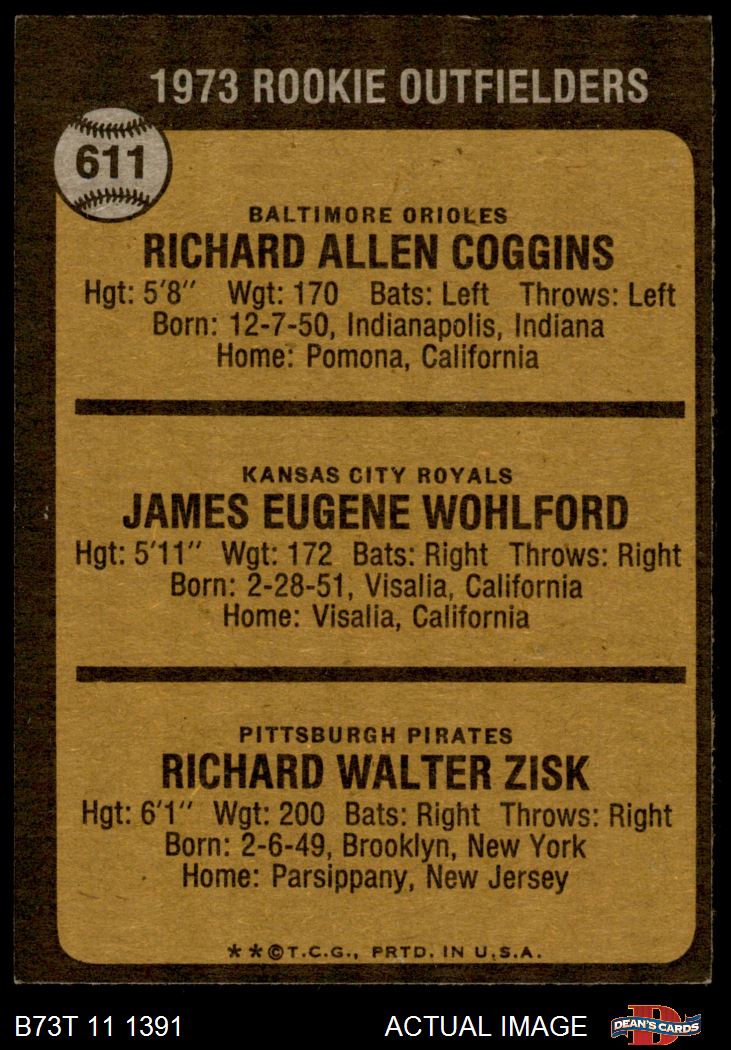 1973 ROOKIE OUTFIELDERS
611
BALTIMORE ORIOLES
RICHARD ALLEN COGGINS
Hgt: 5'8" Wgt: 170 Bats: Left Throws: Left
Born: 12-7-50, Indianapolis, Indiana
Home: Pomona, California
KANSAS CITY ROYALS
JAMES EUGENE WOHLFORD
Hgt: 5'11" Wgt: 172 Bats: Right Throws: Right
Born: 2-28-51, Visalia, California
Home: Visalia, California
PITTSBURGH PIRATES
RICHARD WALTER ZISK
Hgt: 6'1" Wgt: 200 Bats: Right Throws: Right
Born: 2-6-49, Brooklyn, New York
Home: Parsippany, New Jersey
**©T.C.G., PRTD. IN U.S.A.
B73T 11 1391 ACTUAL IMAGE D DEAN'S CARDS